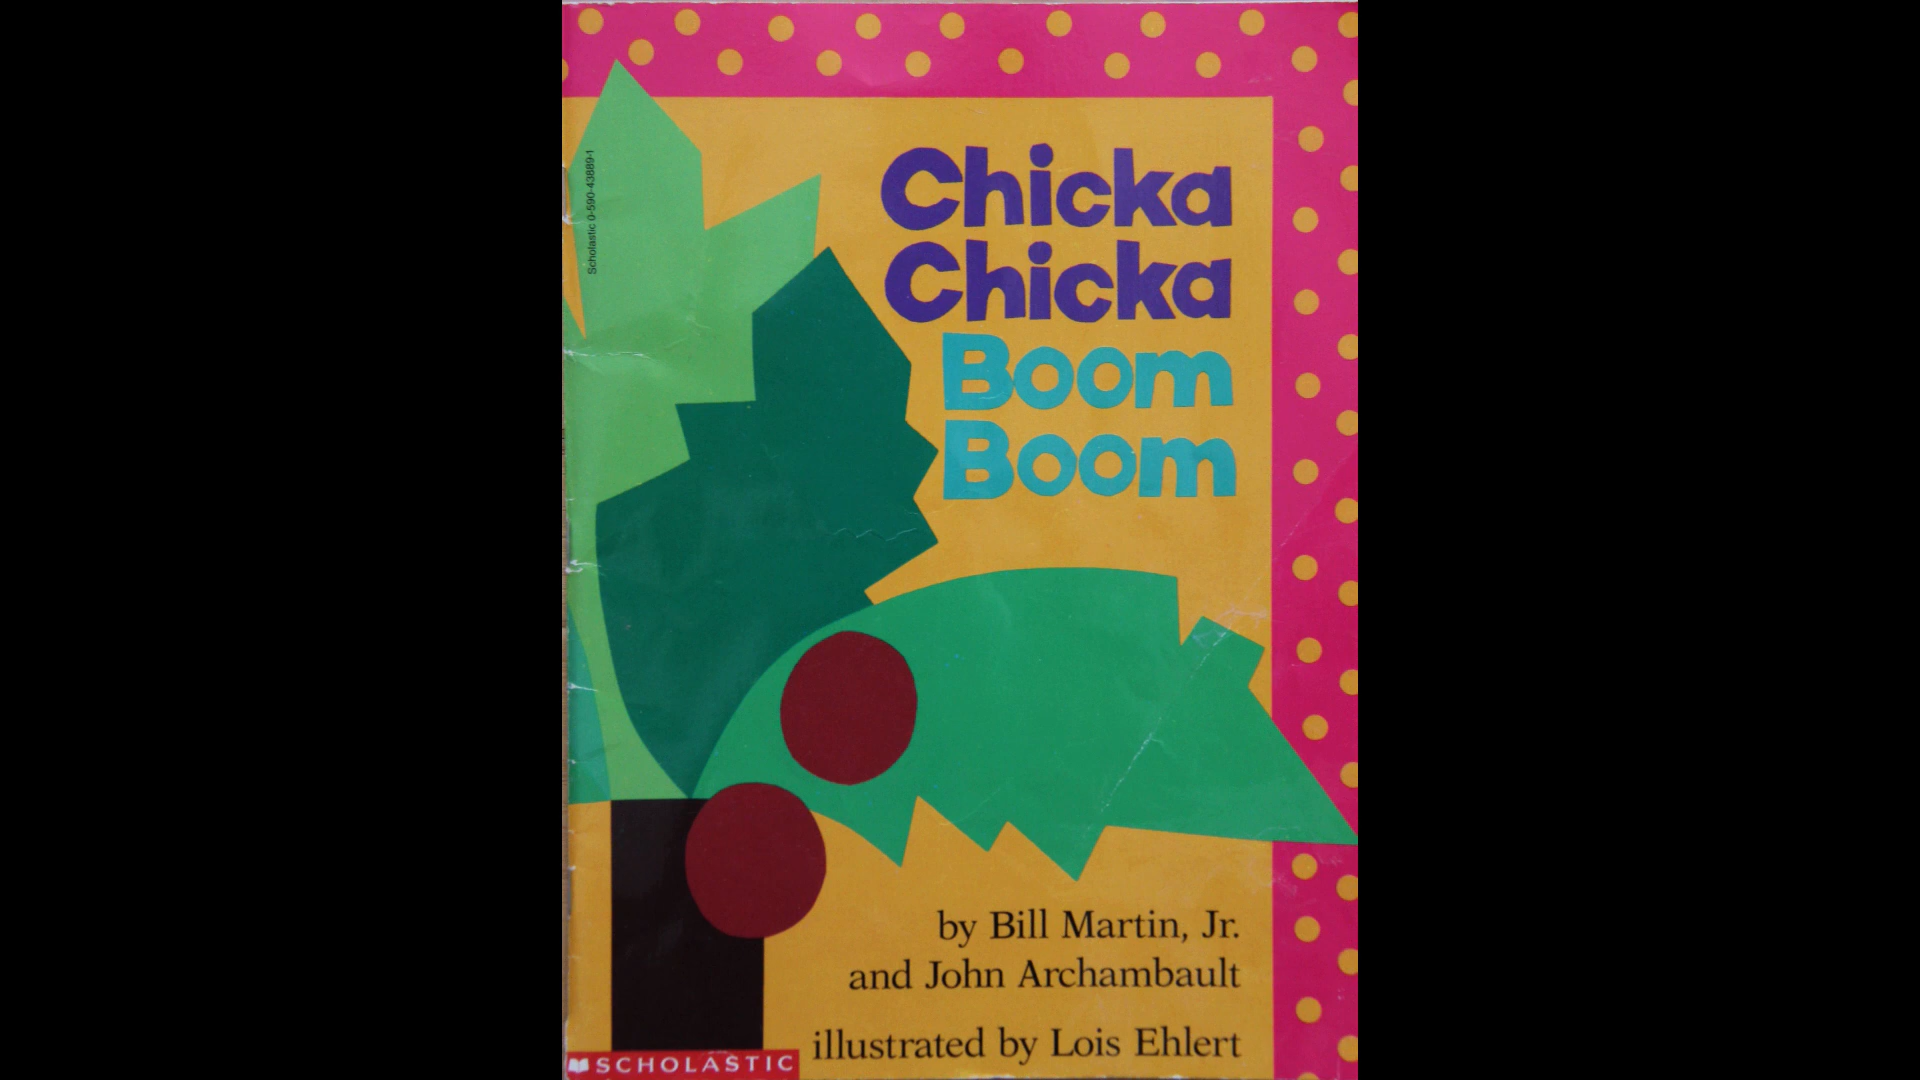 Scholastic 0-590-43889-1
Chicka
Chicka
Boom
Boom
by Bill Martin, Jr.
and John Archambault
illustrated by Lois Ehlert
SCHOLASTIC